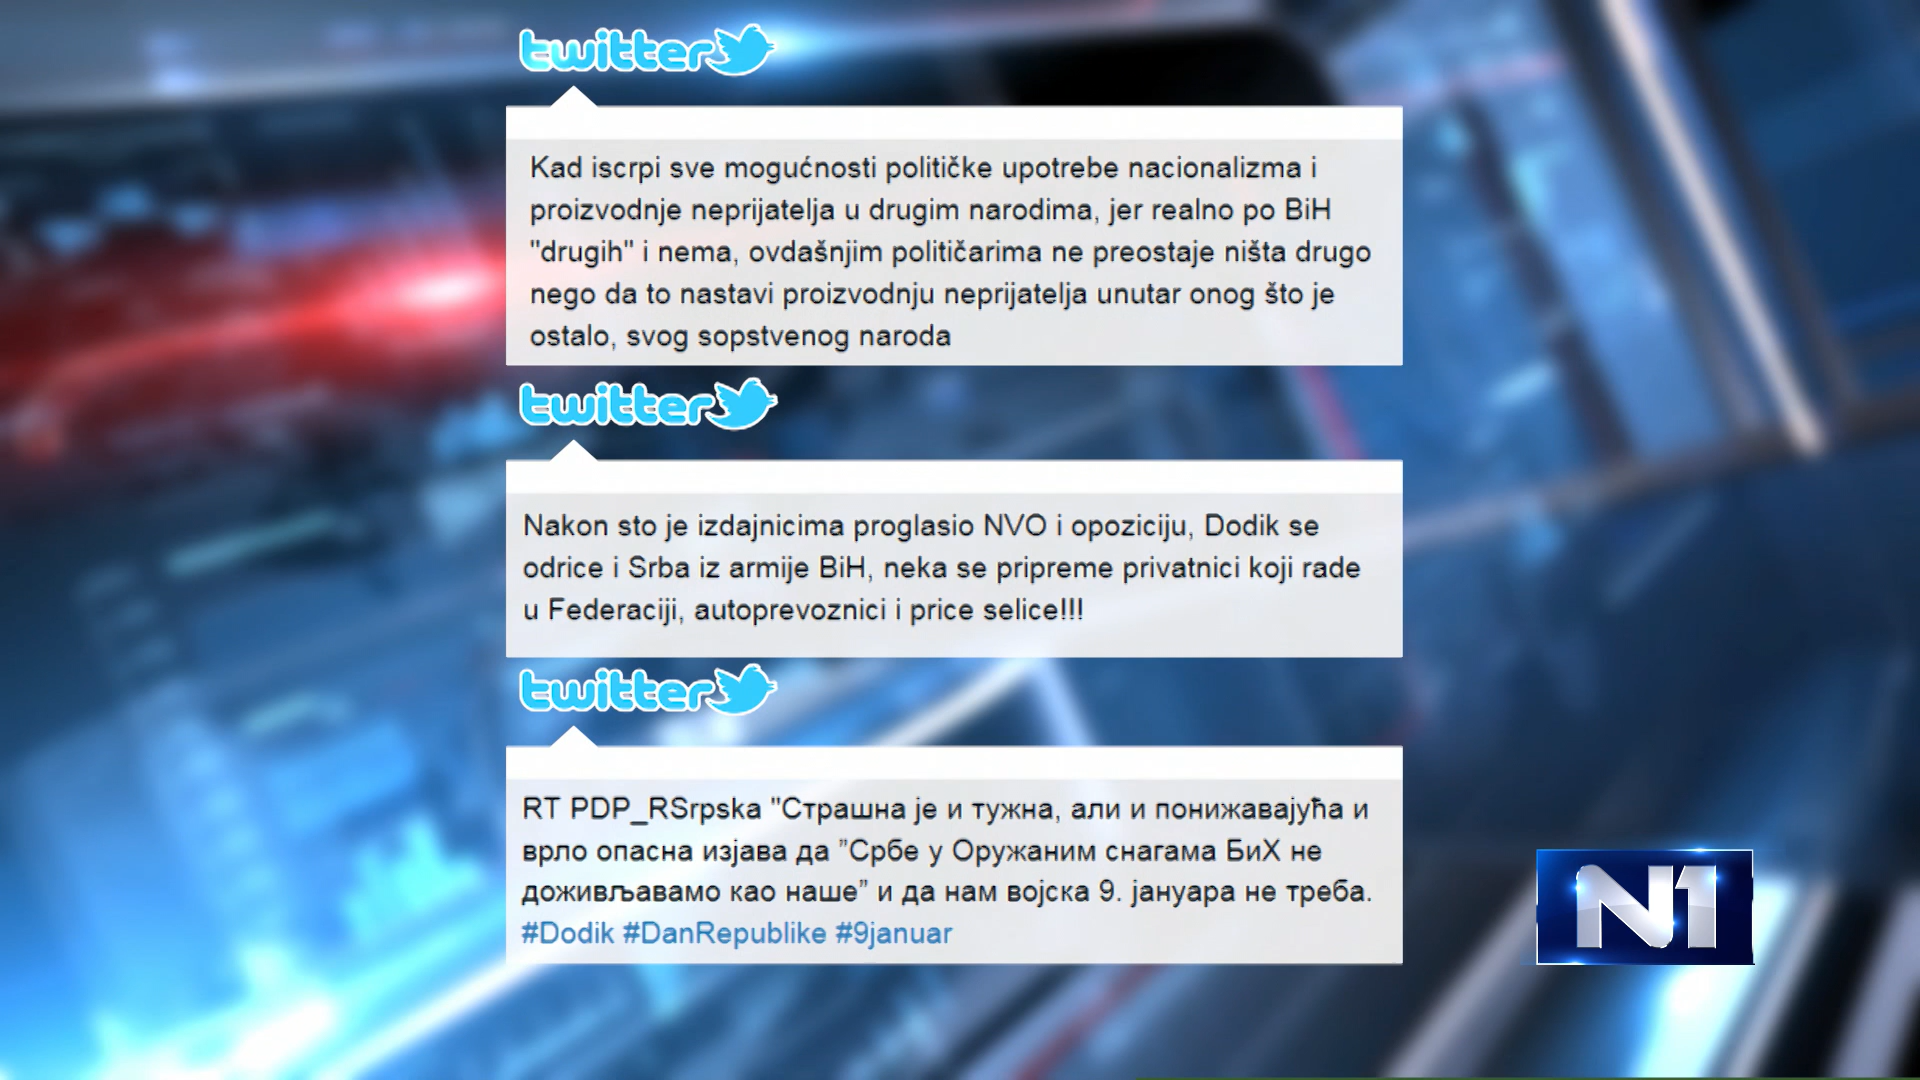 twitter
Kad iscrpi sve mogućnosti političke upotrebe nacionalizma i
proizvodnje neprijatelja u drugim narodima, jer realno po BiH
"drugih" i nema, ovdašnjim političarima ne preostaje ništa drugo
nego da to nastavi proizvodnju neprijatelja unutar onog što je
ostalo, svog sopstvenog naroda
twitter
Nakon sto je izdajnicima proglasio NVO i opoziciju, Dodik se
odrice i Srba iz armije BiH, neka se pripreme privatnici koji rade
u Federaciji, autoprevoznici i price selice!!!
twitter
RT PDP_RSrpska "Страшна је и тужна, али и понижавајућа и
врло опасна изјава да ”Србе у Оружаним снагама БиХ не
доживљавамо као наше” и да нам војска 9. јануара не треба.
#Dodik #DanRepublike #9januar
N1